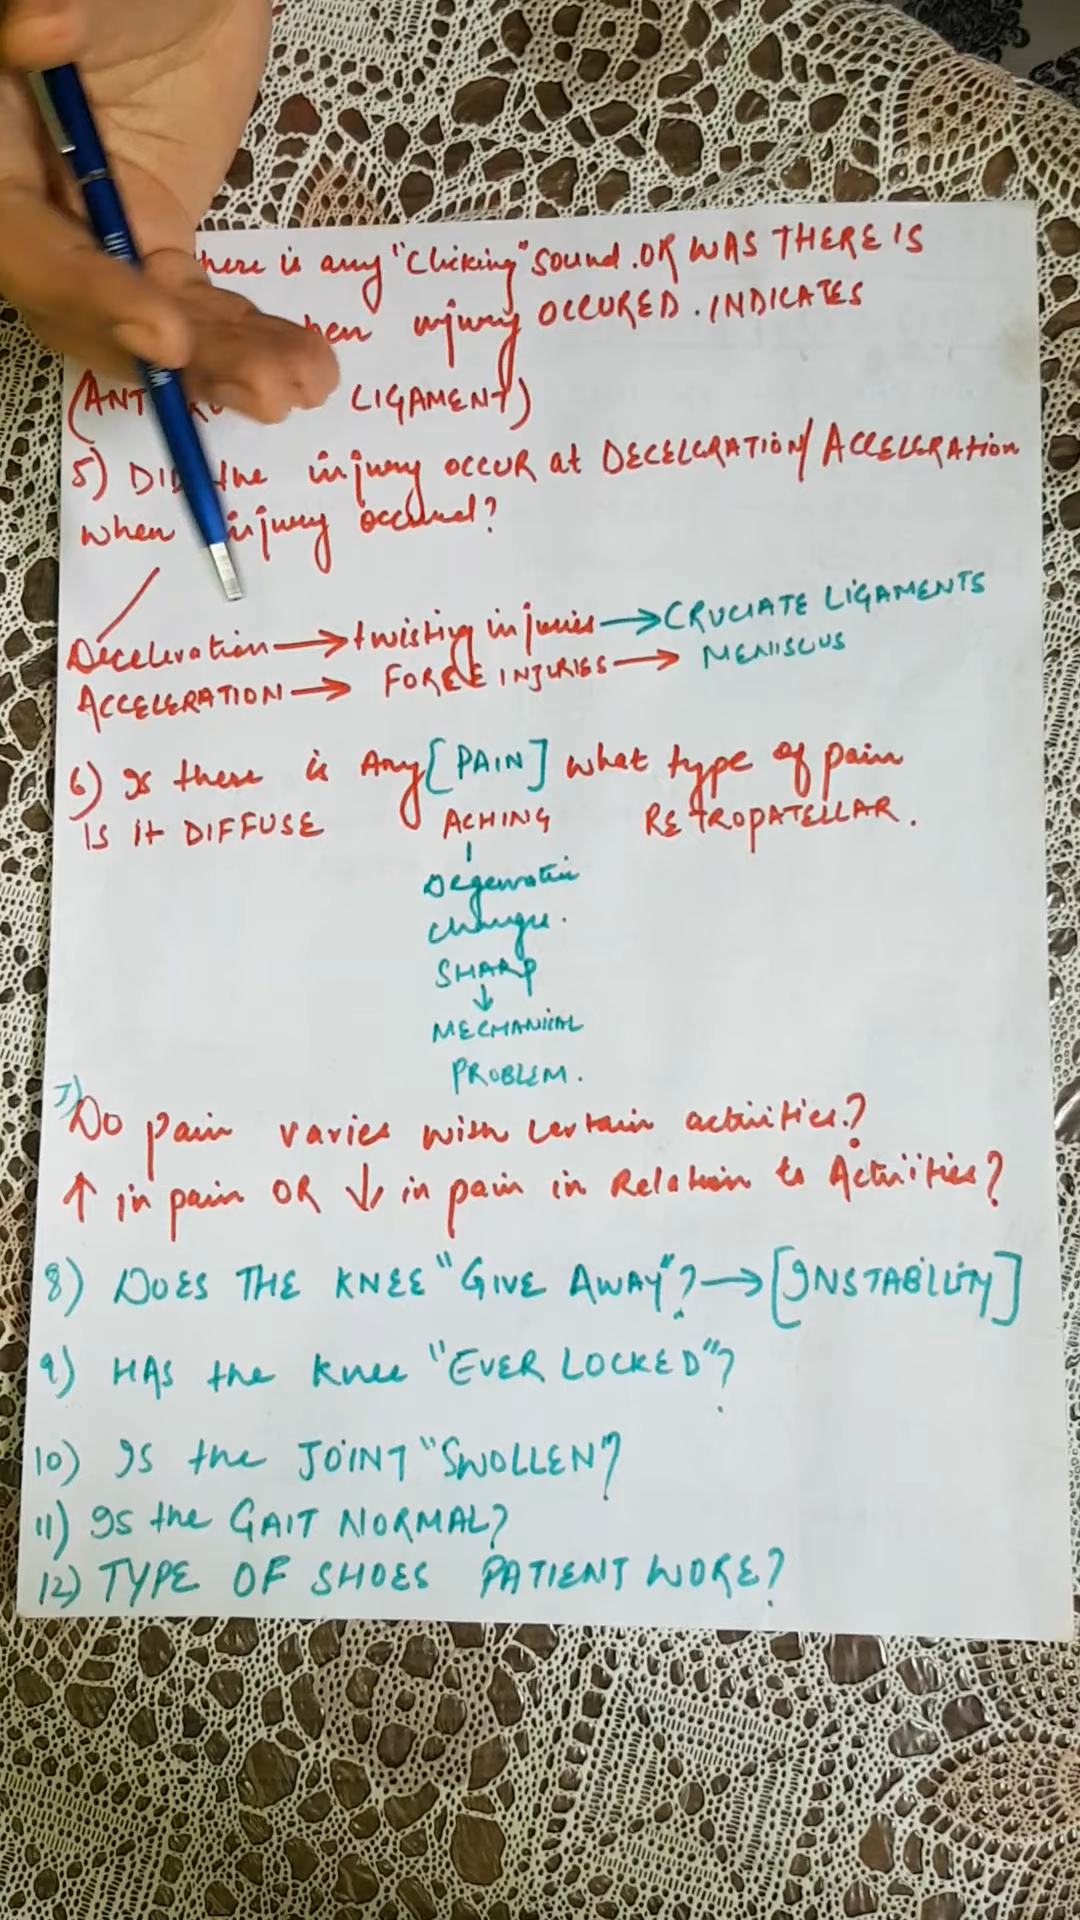 here is any "Clicking" sound. OR WAS THERE IS
injury OCCURED. INDICATES
(ANT LIGAMENT)
5) DID the injury OCCUR at DECELERATION/ACCELERATION
when injury occured?
Deceleration → twisting injuries → CRUCIATE LIGAMENTS
ACCELERATION → FORCE INJURIES → MENISCUS
6) Is there is Any [PAIN] what type of pain
Is it DIFFUSE ACHING RETROPATELLAR.
Degenratic
change.
SHARP
↓
MECHANICAL
PROBLEM.
7) Do pain varies with certain activities?
↑ in pain OR ↓ in pain in Relation to Activities?
8) DOES THE KNEE "GIVE AWAY"? → [INSTABILITY]
9) HAS the Knee "EVER LOCKED"?
10) IS the JOINT "SWOLLEN"?
11) IS the GAIT NORMAL?
12) TYPE OF SHOES PATIENT WORE?